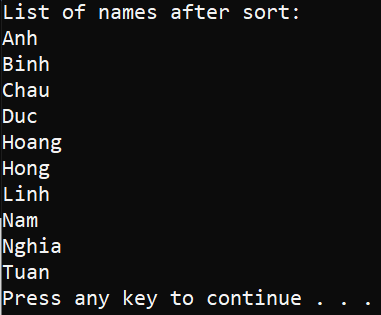 List of names after sort:
Anh
Binh
Chau
Duc
Hoang
Hong
Linh
Nam
Nghia
Tuan
Press any key to continue . . .